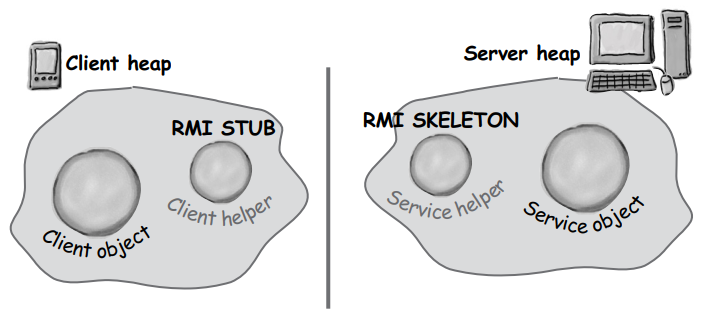 Client heap
RMI STUB
Client object
Client helper
Server heap
RMI SKELETON
Service helper
Service object